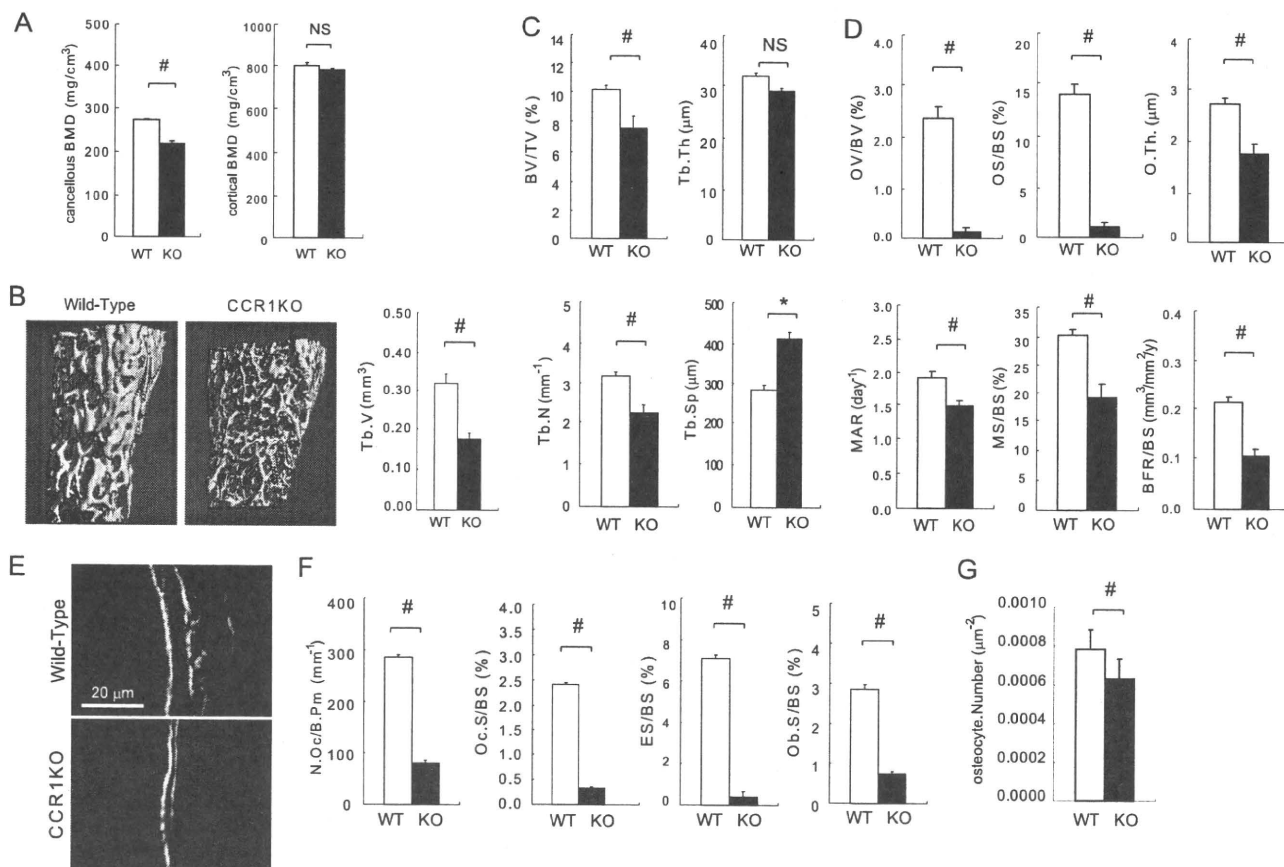 A
cancellous BMD (mg/cm³)
500
400
300
200
100
0
#
WT KO
cortical BMD (mg/cm³)
1000
800
600
400
200
0
NS
WT KO
B
Wild-Type
CCR1KO
Tb.V (mm³)
0.40
0.30
0.20
0.10
0.00
#
WT KO
C
BV/TV (%)
12
10
8
6
4
2
0
#
WT KO
Tb.Th (μm)
40
30
20
10
0
NS
WT KO
Tb.N (mm⁻¹)
5
4
3
2
1
0
#
WT KO
Tb.Sp (μm)
500
400
300
200
100
0
*
WT KO
D
OV/BV (%)
4.0
3.0
2.0
1.0
0.0
#
WT KO
OS/BS (%)
20
15
10
5
0
#
WT KO
O.Th. (μm)
4
3
2
1
0
#
WT KO
MAR (day⁻¹)
3.0
2.5
2.0
1.5
1.0
0.5
0.0
#
WT KO
MS/BS (%)
35
30
25
20
15
10
5
0
#
WT KO
BFR/BS (mm³/mm²/y)
0.4
0.3
0.2
0.1
0.0
#
WT KO
E
Wild-Type
20 μm
CCR1KO
F
N.Oc/B.Pm (mm⁻¹)
400
300
200
100
0
#
WT KO
Oc.S/BS (%)
4.0
3.5
3.0
2.5
2.0
1.5
1.0
0.5
0.0
#
WT KO
ES/BS (%)
8
6
4
2
0
#
WT KO
Ob.S/BS (%)
5
4
3
2
1
0
#
WT KO
G
osteocyte.Number (μm⁻²)
0.0010
0.0008
0.0006
0.0004
0.0002
0.0000
#
WT KO